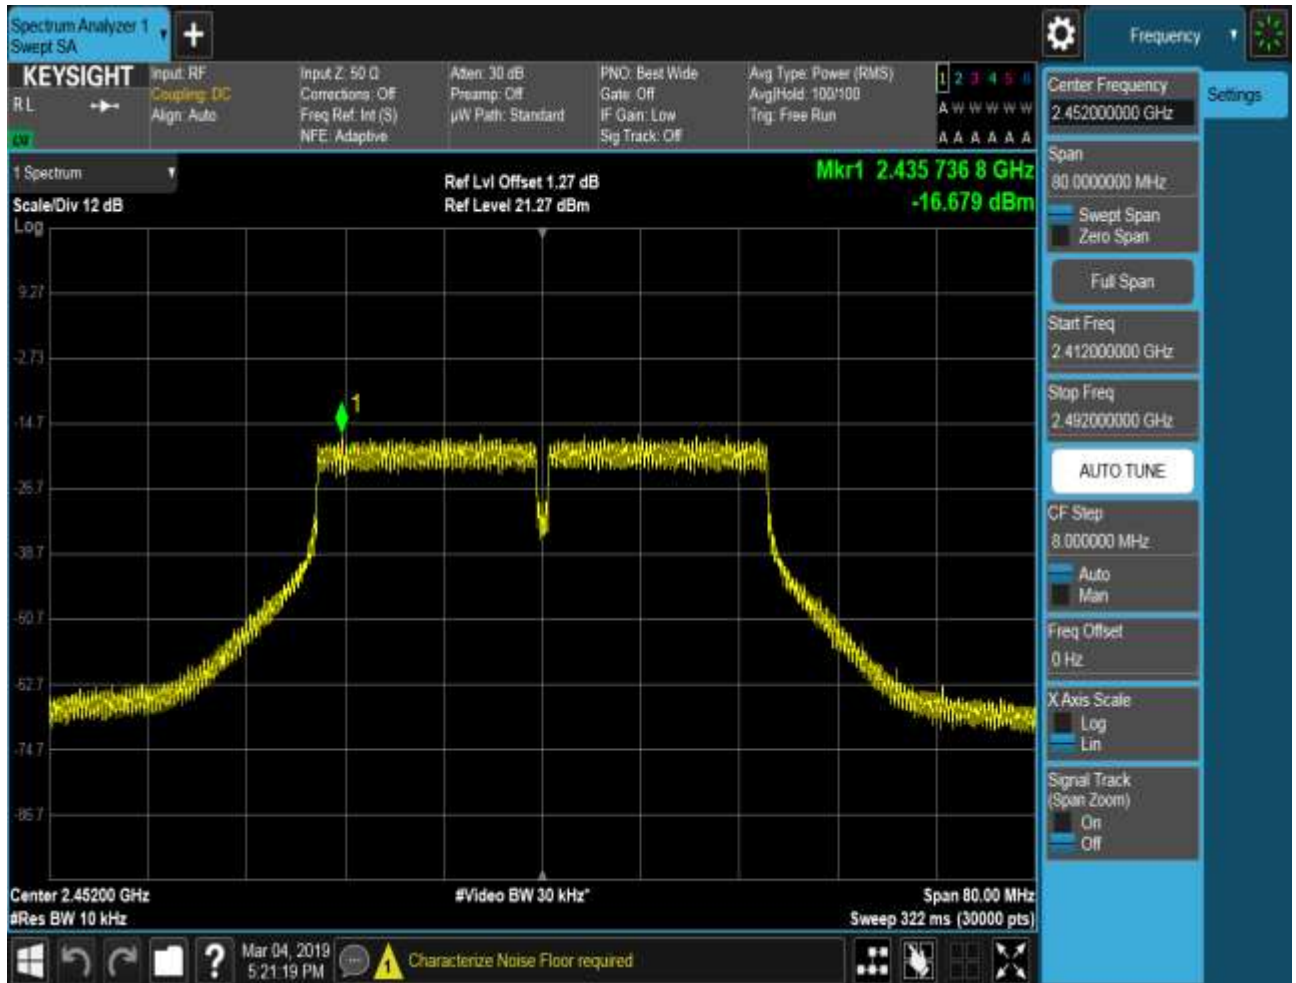 Spectrum Analyzer 1
Swept SA
+
Frequency
KEYSIGHT
RL
Input: RF
Coupling: DC
Align: Auto
Input Z: 50 Ω
Corrections: Off
Freq Ref: Int (S)
NFE: Adaptive
Atten: 30 dB
Preamp: Off
µW Path: Standard
PNO: Best Wide
Gate: Off
IF Gain: Low
Sig Track: Off
Avg Type: Power (RMS)
Avg|Hold: 100/100
Trig: Free Run
1 2 3 4 5 6
A W W W W W
A A A A A A
1 Spectrum
Scale/Div 12 dB
Log
Ref Lvl Offset 1.27 dB
Ref Level 21.27 dBm
Mkr1 2.435 736 8 GHz
-16.679 dBm
9.27
-2.73
-14.7
-26.7
-38.7
-50.7
-62.7
-74.7
-86.7
1
Center 2.45200 GHz
#Res BW 10 kHz
#Video BW 30 kHz*
Span 80.00 MHz
Sweep 322 ms (30000 pts)
Center Frequency
2.452000000 GHz
Settings
Span
80.0000000 MHz
Swept Span
Zero Span
Full Span
Start Freq
2.412000000 GHz
Stop Freq
2.492000000 GHz
AUTO TUNE
CF Step
8.000000 MHz
Auto
Man
Freq Offset
0 Hz
X Axis Scale
Log
Lin
Signal Track
(Span Zoom)
On
Off
?
Mar 04, 2019
5:21:19 PM
1
Characterize Noise Floor required